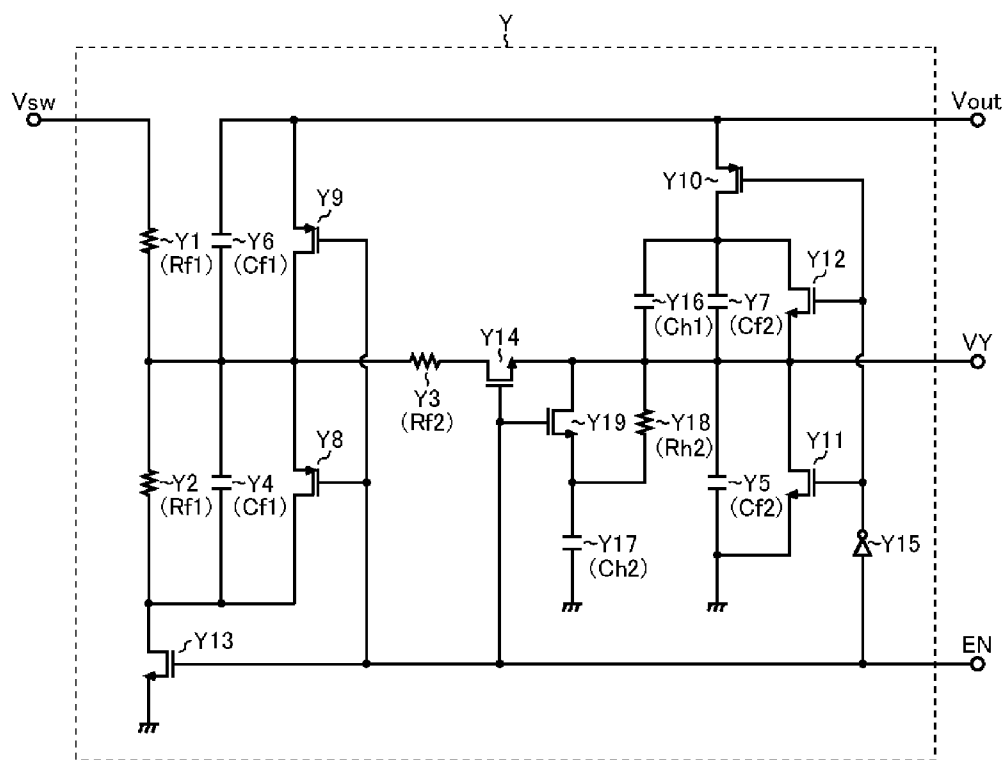 Y
Vsw
Vout
Y10
Y9
~Y1
(Rf1)
~Y6
(Cf1)
Y12
~Y16
(Ch1)
~Y7
(Cf2)
Y14
VY
Y3
(Rf2)
~Y19
~Y18
(Rh2)
Y8
Y11
~Y2
(Rf1)
~Y4
(Cf1)
~Y5
(Cf2)
~Y17
(Ch2)
~Y15
Y13
EN